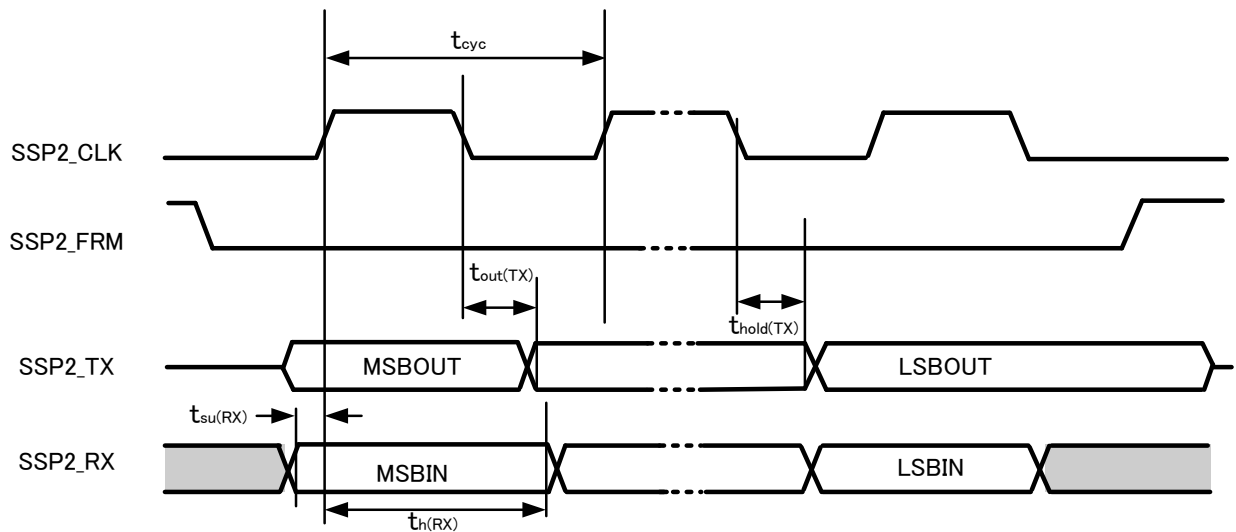 tcyc
SSP2_CLK
SSP2_FRM
tout(TX)
thold(TX)
SSP2_TX
MSBOUT
LSBOUT
tsu(RX)
SSP2_RX
MSBIN
LSBIN
th(RX)